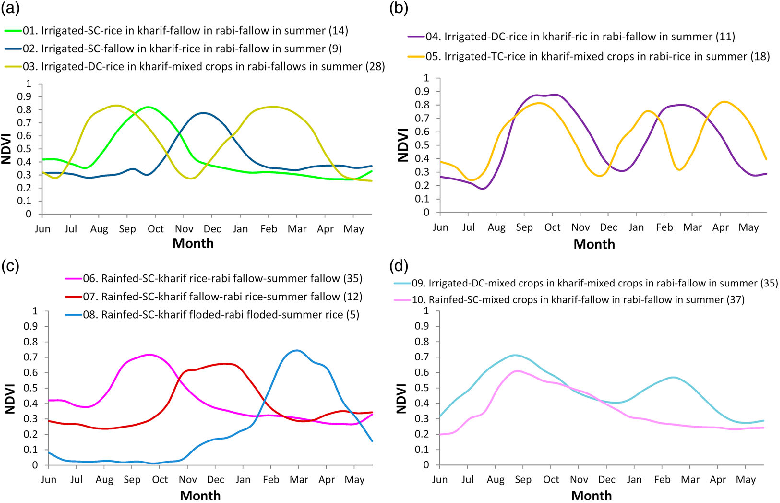 (a)
01. Irrigated-SC-rice in kharif-fallow in rabi-fallow in summer (14)
02. Irrigated-SC-fallow in kharif-rice in rabi-fallow in summer (9)
03. Irrigated-DC-rice in kharif-mixed crops in rabi-fallows in summer (28)
NDVI
1
0.9
0.8
0.7
0.6
0.5
0.4
0.3
0.2
0.1
0
Jun Jul Aug Sep Oct Nov Dec Jan Feb Mar Apr May
Month
(b)
04. Irrigated-DC-rice in kharif-ric in rabi-fallow in summer (11)
05. Irrigated-TC-rice in kharif-mixed crops in rabi-rice in summer (18)
NDVI
1
0.9
0.8
0.7
0.6
0.5
0.4
0.3
0.2
0.1
0
Jun Jul Aug Sep Oct Nov Dec Jan Feb Mar Apr May
Month
(c)
06. Rainfed-SC-kharif rice-rabi fallow-summer fallow (35)
07. Rainfed-SC-kharif fallow-rabi rice-summer fallow (12)
08. Rainfed-SC-kharif floded-rabi floded-summer rice (5)
NDVI
1
0.9
0.8
0.7
0.6
0.5
0.4
0.3
0.2
0.1
0
Jun Jul Aug Sep Oct Nov Dec Jan Feb Mar Apr May
Month
(d)
09. Irrigated-DC-mixed crops in kharif-mixed crops in rabi-fallow in summer (35)
10. Rainfed-SC-mixed crops in kharif-fallow in rabi-fallow in summer (37)
NDVI
1
0.9
0.8
0.7
0.6
0.5
0.4
0.3
0.2
0.1
0
Jun Jul Aug Sep Oct Nov Dec Jan Feb Mar Apr May
Month